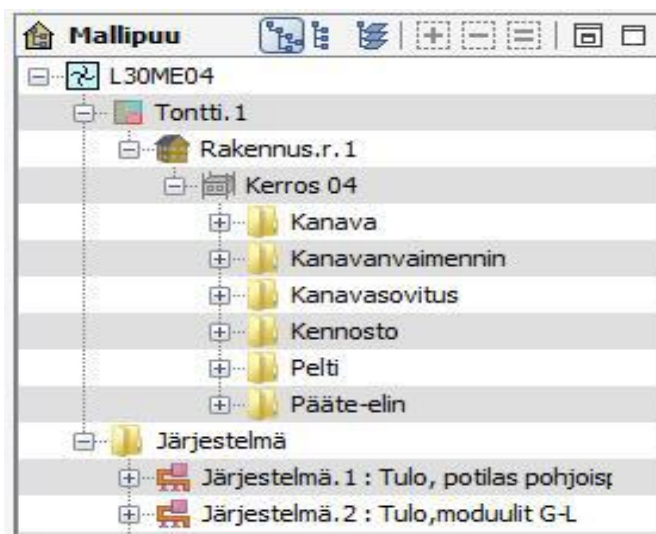 Mallipuu
L30ME04
Tontti.1
Rakennus.r.1
Kerros 04
Kanava
Kanavanvaimennin
Kanavasovitus
Kennosto
Pelti
Pääte-elin
Järjestelmä
Järjestelmä.1 : Tulo, potilas
Järjestelmä.2 : Tulo,moduulit G-L